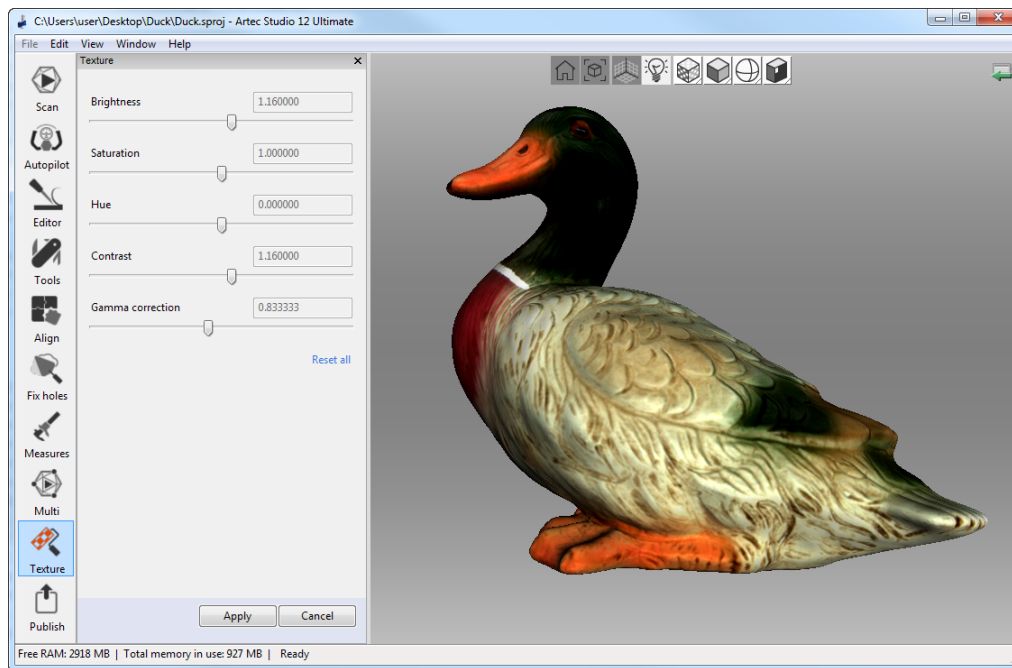 C:\Users\user\Desktop\Duck\Duck.sproj - Artec Studio 12 Ultimate
File Edit View Window Help
Scan
Autopilot
Editor
Tools
Align
Fix holes
Measures
Multi
Texture
Publish
Texture
Brightness 1.160000
Saturation 1.000000
Hue 0.000000
Contrast 1.160000
Gamma correction 0.833333
Reset all
Apply Cancel
Free RAM: 2918 MB | Total memory in use: 927 MB | Ready